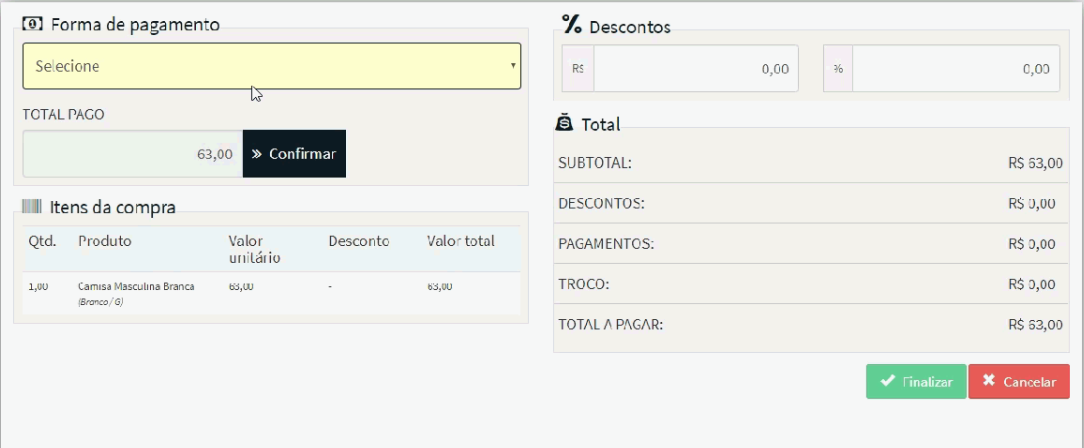 Forma de pagamento
Selecione
TOTAL PAGO
63,00 » Confirmar
Itens da compra
Qtd. Produto Valor unitário Desconto Valor total
1,00 Camisa Masculina Branca 63,00 - 63,00
(Branco / G)
% Descontos
R$ 0,00 % 0,00
Total
SUBTOTAL: R$ 63,00
DESCONTOS: R$ 0,00
PAGAMENTOS: R$ 0,00
TROCO: R$ 0,00
TOTAL A PAGAR: R$ 63,00
Finalizar Cancelar